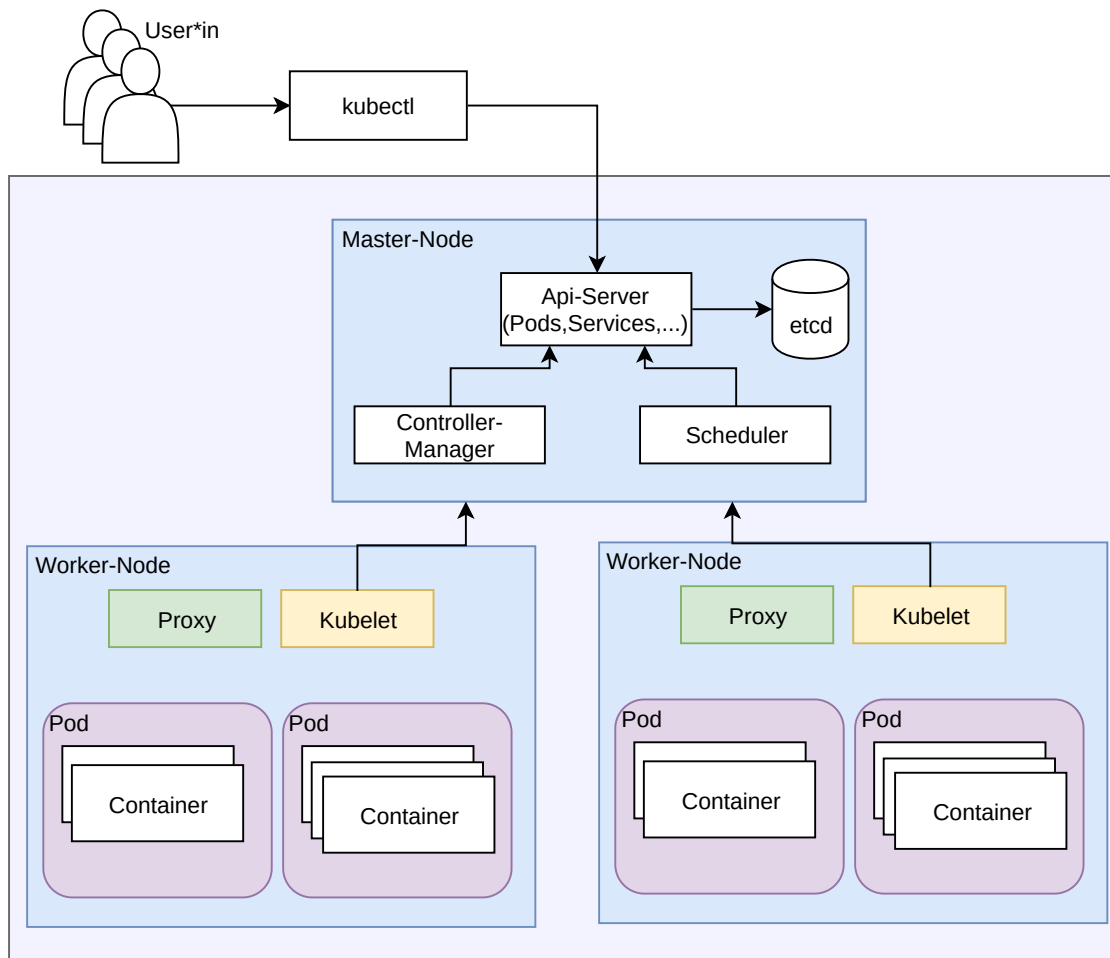 User*in
kubectl
Master-Node
Api-Server
(Pods,Services,...)
etcd
Controller-
Manager
Scheduler
Worker-Node
Proxy
Kubelet
Pod
Container
Pod
Container
Worker-Node
Proxy
Kubelet
Pod
Container
Pod
Container